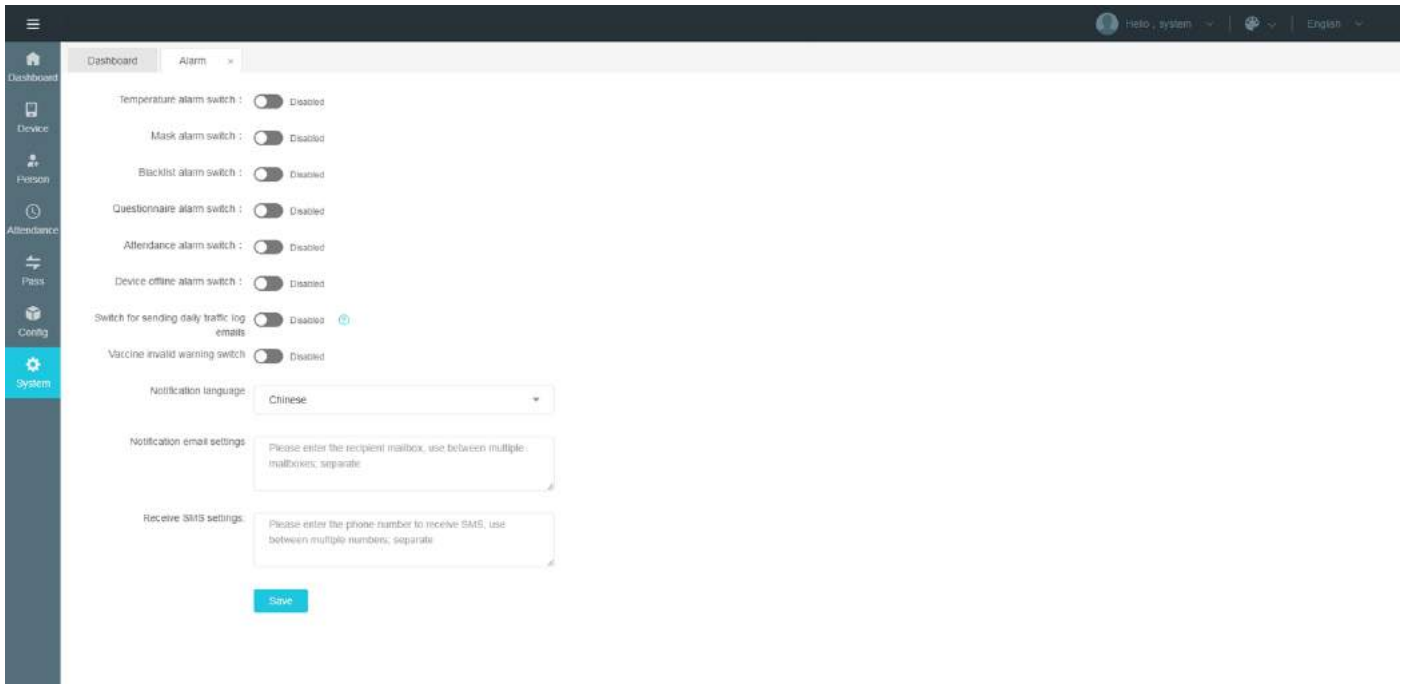 Hello , system
English
Dashboard
Device
Person
Attendance
Pass
Config
System
Dashboard Alarm ×
Temperature alarm switch : Disabled
Mask alarm switch : Disabled
Blacklist alarm switch : Disabled
Questionnaire alarm switch : Disabled
Attendance alarm switch : Disabled
Device offline alarm switch : Disabled
Switch for sending daily traffic log
emails
Disabled
Vaccine invalid warning switch Disabled
Notification language
Chinese
Notification email settings
Please enter the recipient mailbox, use between multiple
mailboxes; separate
Receive SMS settings:
Please enter the phone number to receive SMS, use
between multiple numbers; separate
Save